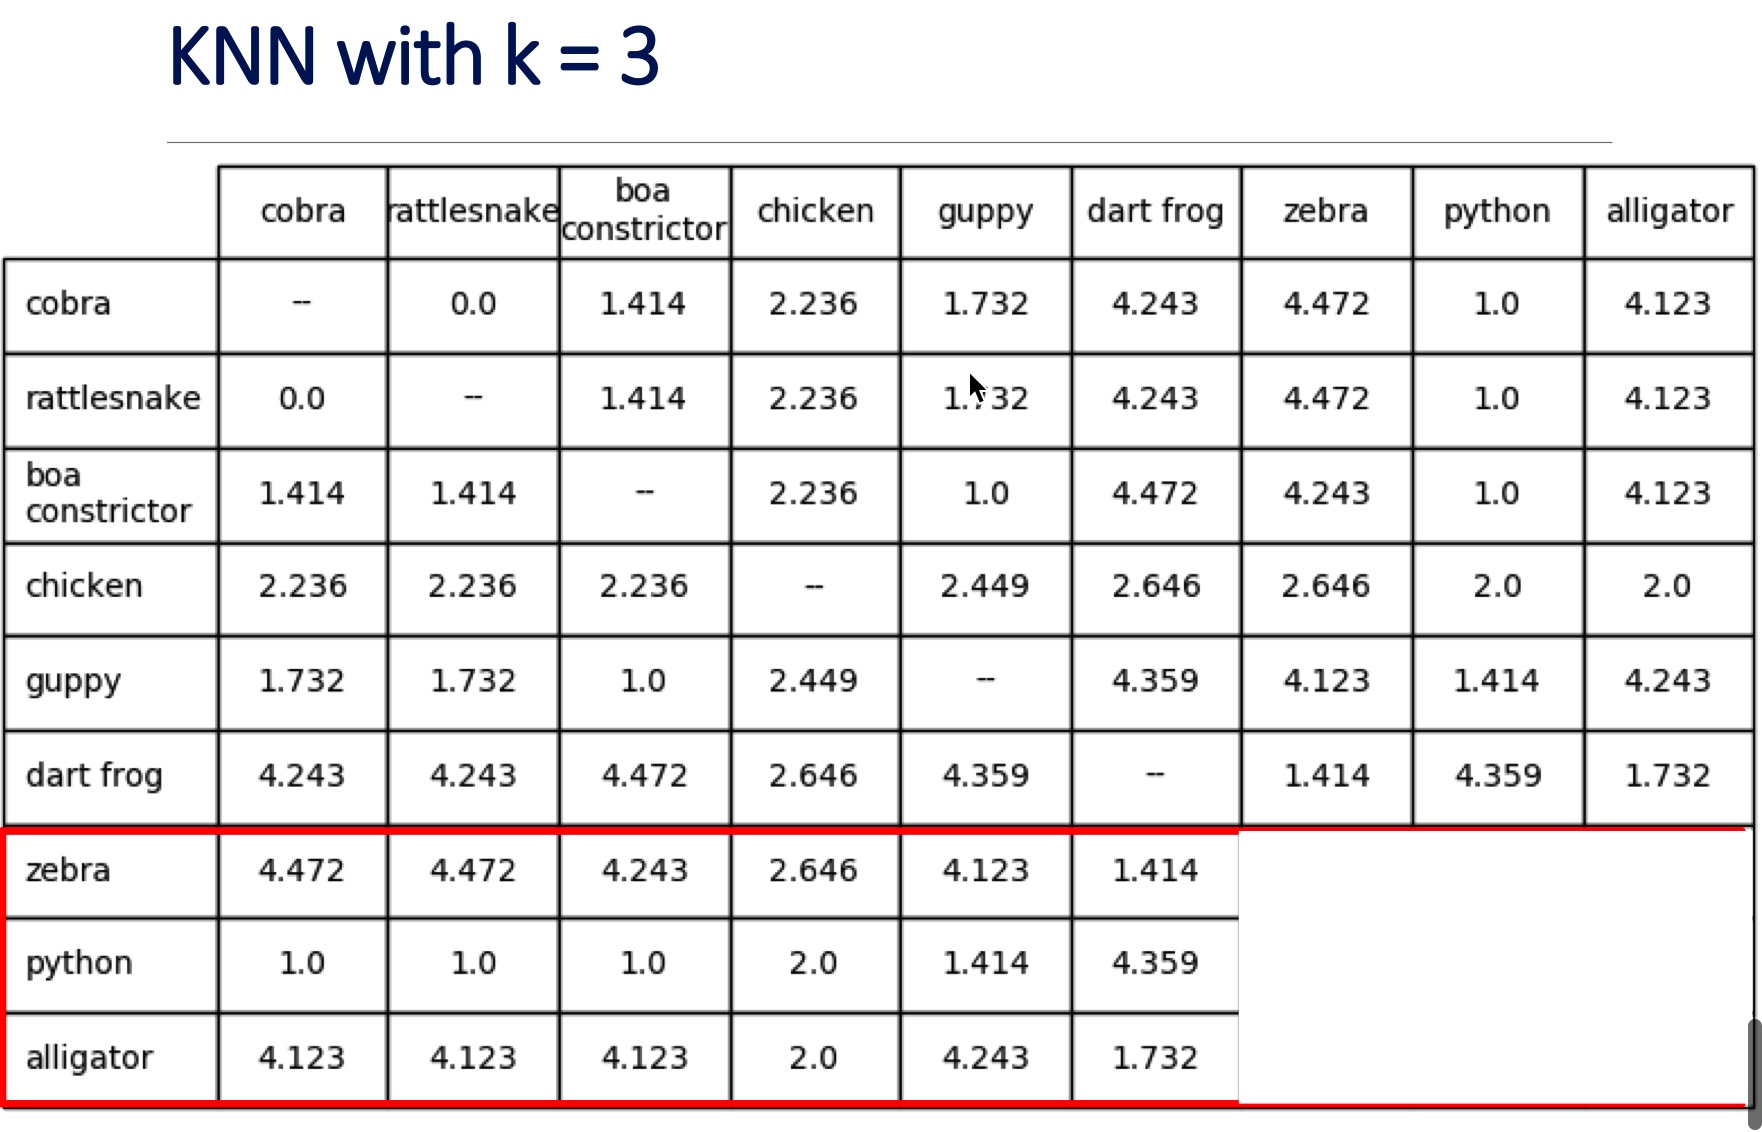 KNN with k = 3
cobra rattlesnake boa constrictor chicken guppy dart frog zebra python alligator
cobra -- 0.0 1.414 2.236 1.732 4.243 4.472 1.0 4.123
rattlesnake 0.0 -- 1.414 2.236 1.732 4.243 4.472 1.0 4.123
boa constrictor 1.414 1.414 -- 2.236 1.0 4.472 4.243 1.0 4.123
chicken 2.236 2.236 2.236 -- 2.449 2.646 2.646 2.0 2.0
guppy 1.732 1.732 1.0 2.449 -- 4.359 4.123 1.414 4.243
dart frog 4.243 4.243 4.472 2.646 4.359 -- 1.414 4.359 1.732
zebra 4.472 4.472 4.243 2.646 4.123 1.414
python 1.0 1.0 1.0 2.0 1.414 4.359
alligator 4.123 4.123 4.123 2.0 4.243 1.732